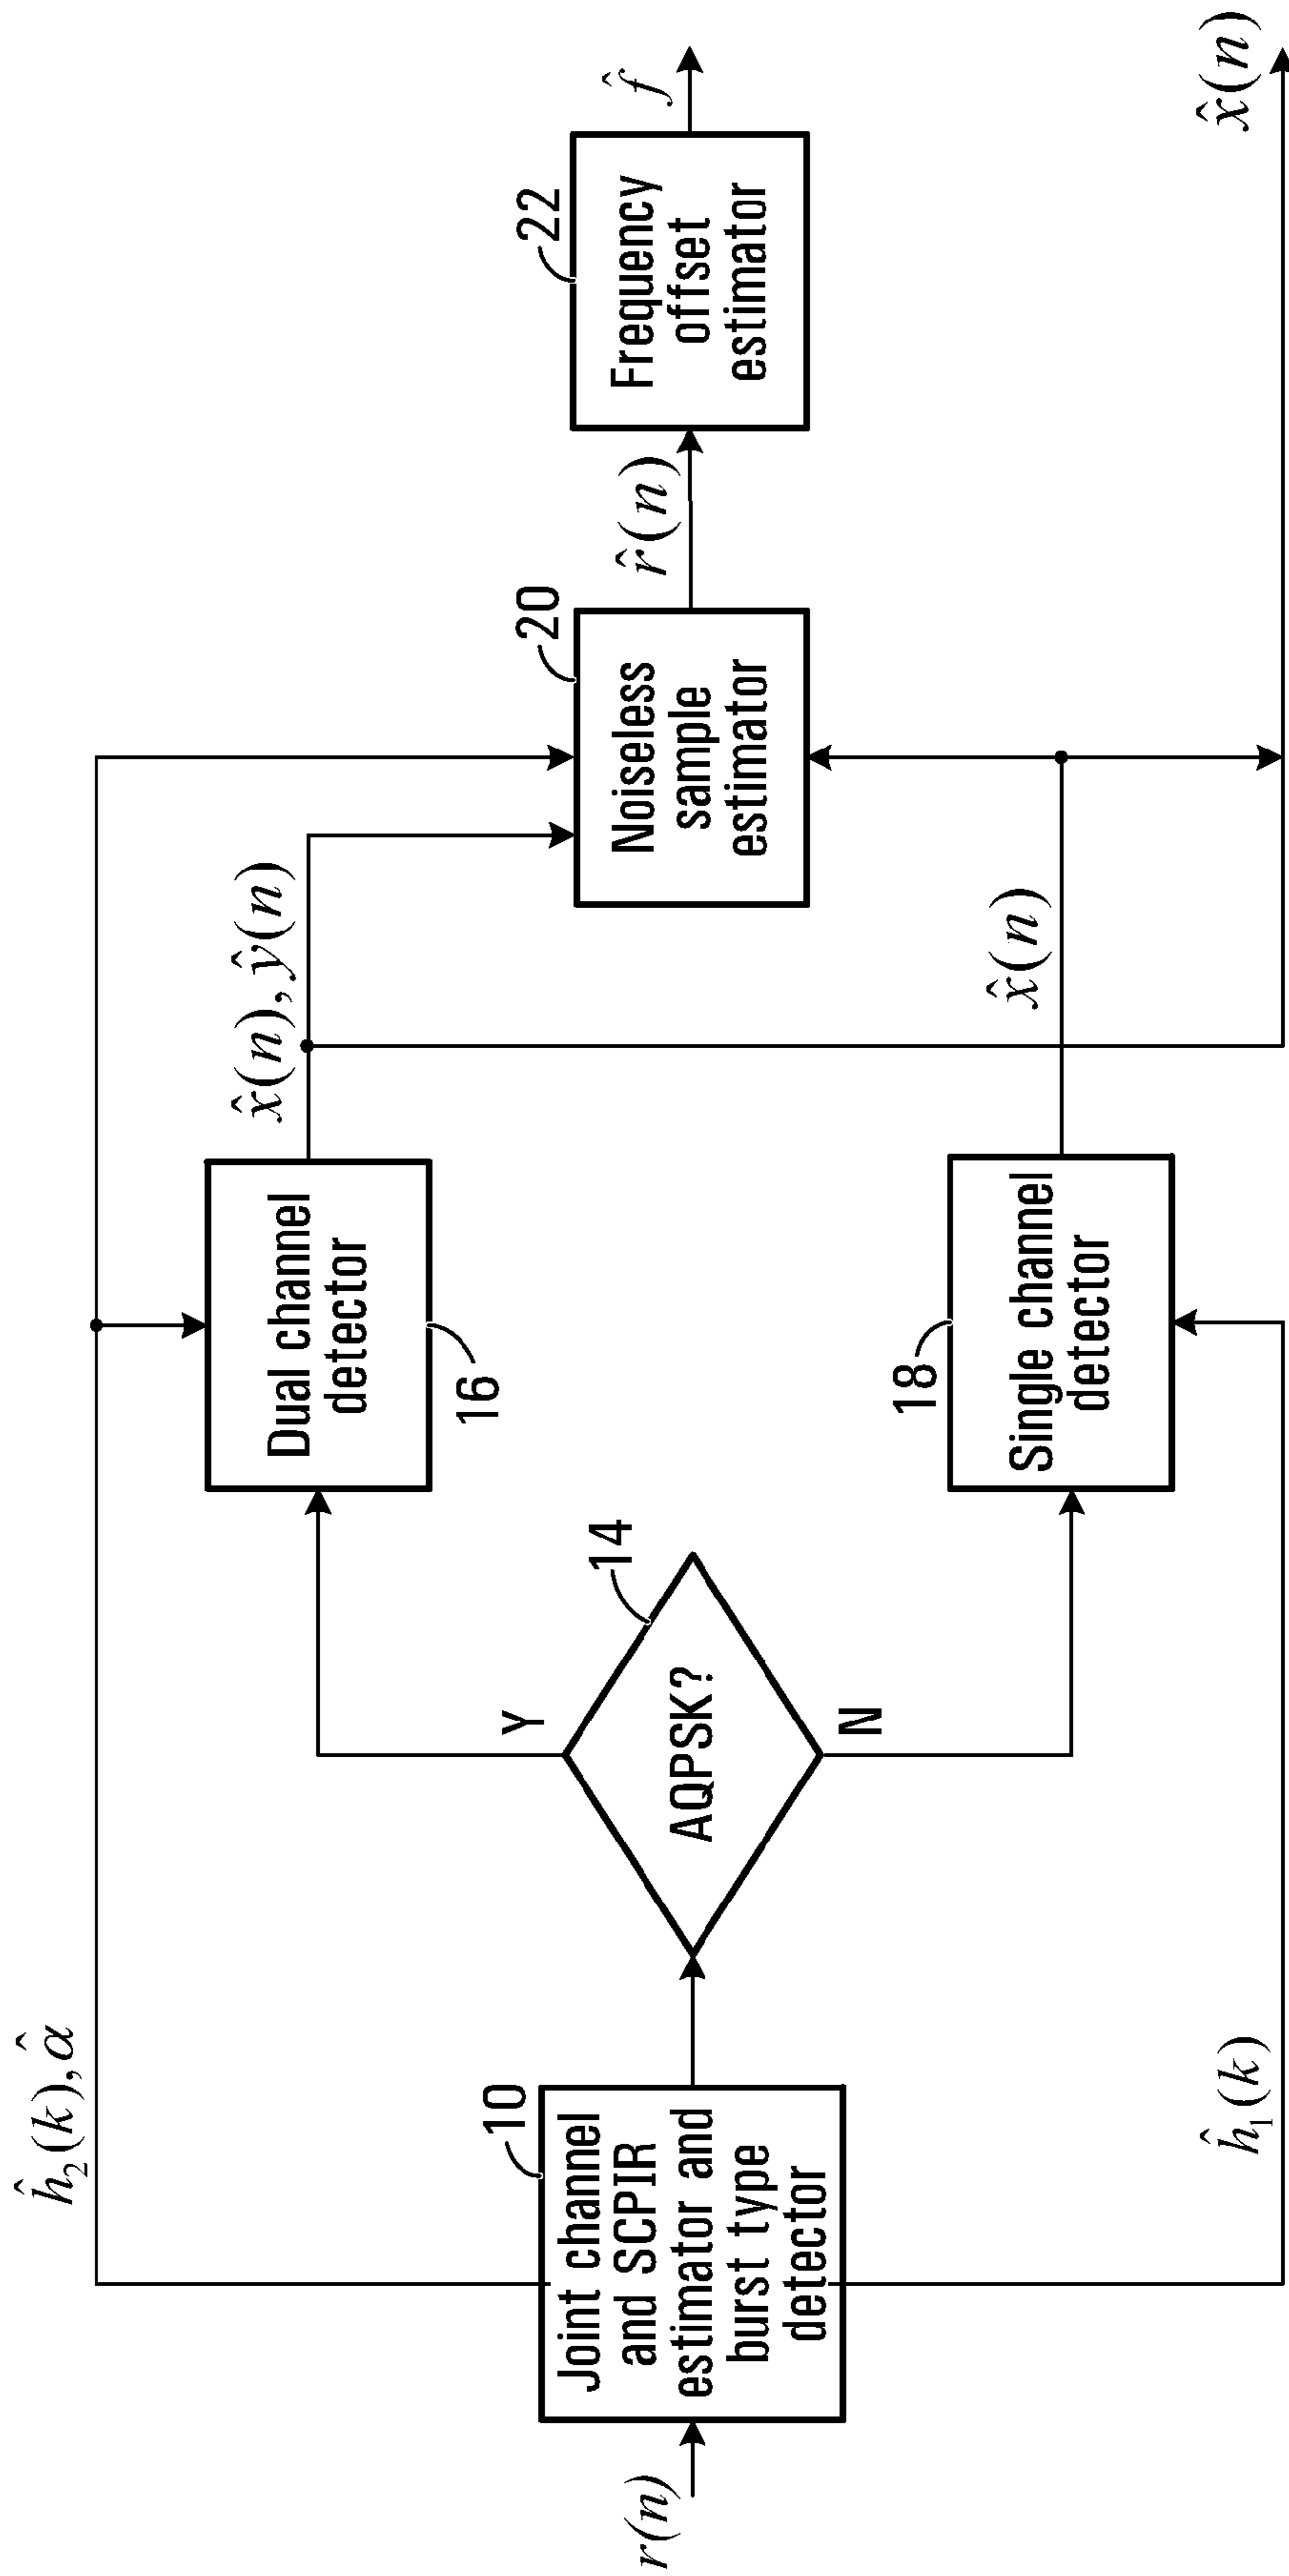 r(n)
10
Joint channel
and SCPIR
estimator and
burst type
detector
ĥ₂(k), α̂
ĥ₁(k)
14
AQPSK?
Y
N
16
Dual channel
detector
18
Single channel
detector
x̂(n), ŷ(n)
x̂(n)
20
Noiseless
sample
estimator
r̂(n)
22
Frequency
offset
estimator
f̂
x̂(n)